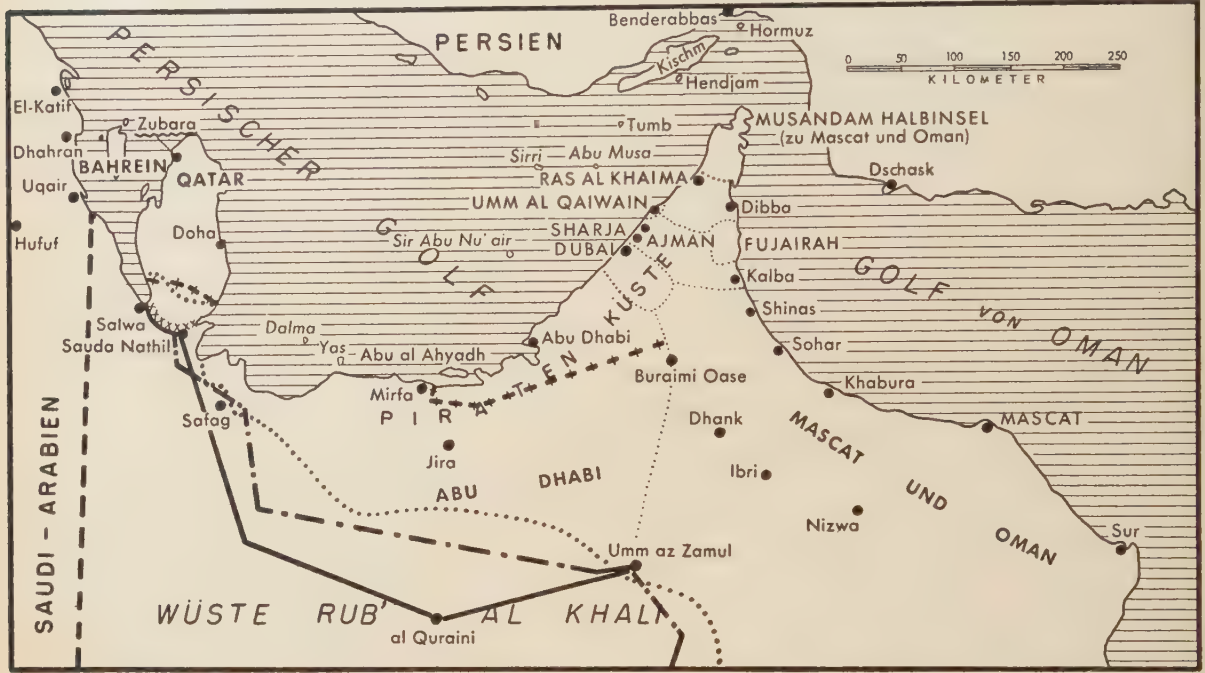 PERSIEN
Benderabbas
Hormuz
Kischm
Hendjam
0 50 100 150 200 250
KILOMETER
PERSISCHER
GOLF
El-Katif
Zubara
Dhahran
BAHREIN
QATAR
Uqair
Hufuf
Doha
Tumb
Sirri
Abu Musa
MUSANDAM HALBINSEL
(zu Mascat und Oman)
Dschask
RAS AL KHAIMA
UMM AL QAIWAIN
Dibba
SHARJA
AJMAN
FUJAIRAH
Sir Abu Nu'air
DUBAI
Kalba
GOLF VON OMAN
Shinas
Salwa
Sauda Nathil
Dalma
Yas
Abu al Ahyadh
Abu Dhabi
Sohar
Buraimi Oase
Mirfa
Khabura
PIRATEN KÜSTE
Safag
Dhank
MASCAT
Jira
Ibri
ABU DHABI
MASCAT UND OMAN
Nizwa
Sur
Umm az Zamul
SAUDI-ARABIEN
WÜSTE RUB' AL KHALI
al Quraini